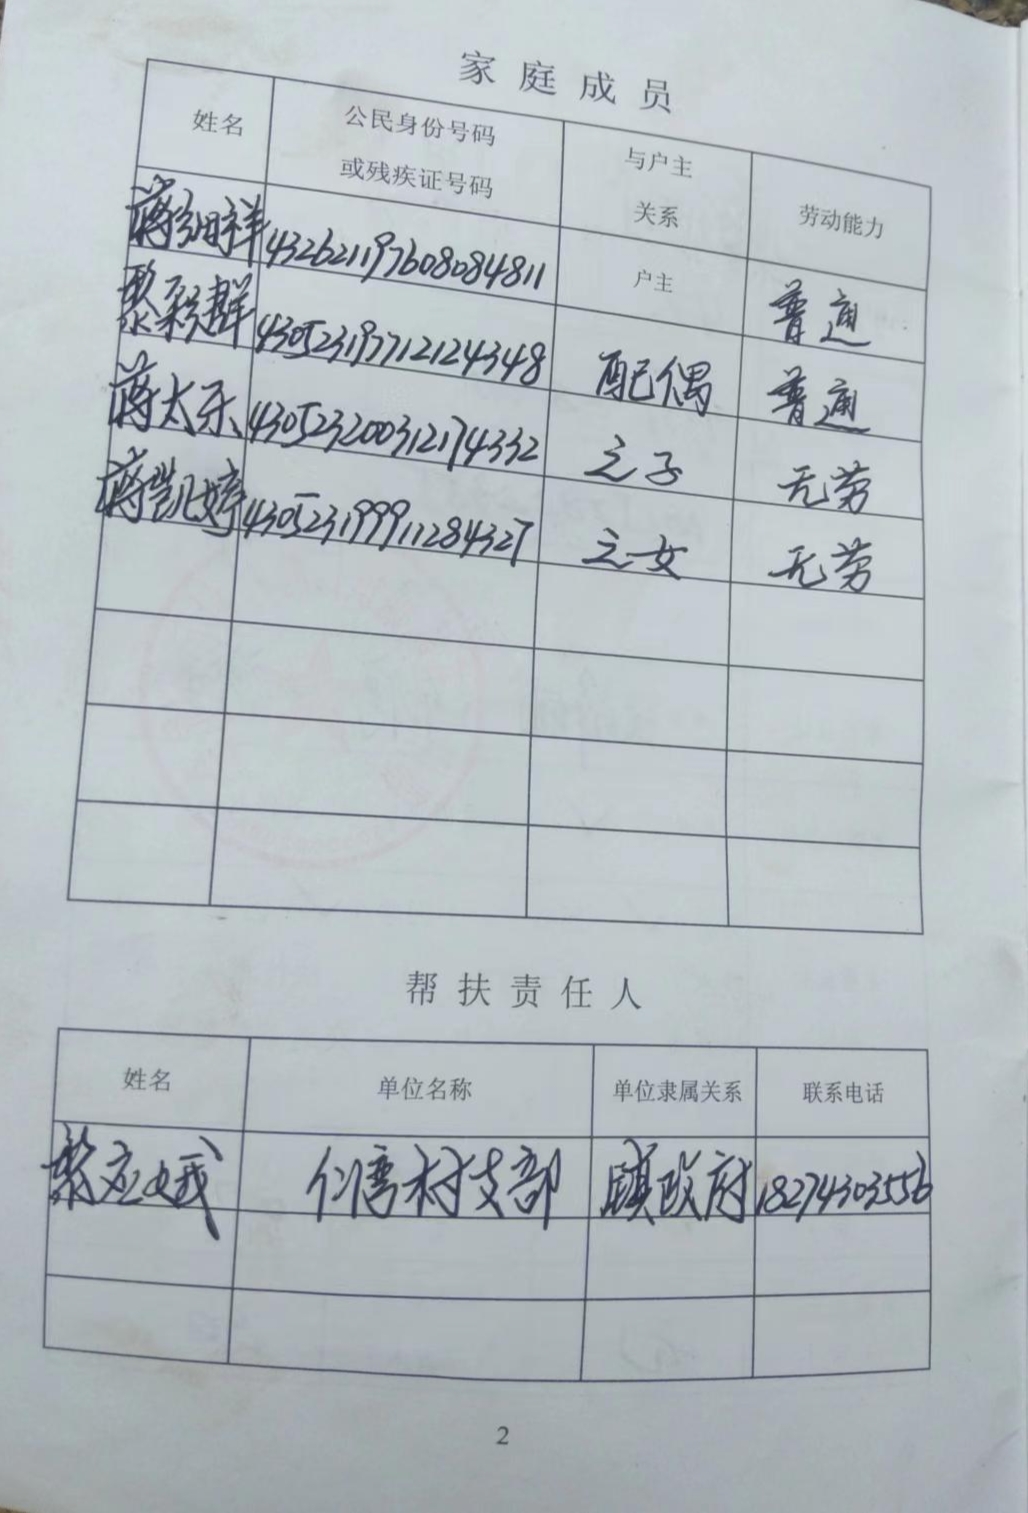 家庭成员
姓名 公民身份号码 与户主 劳动能力
或残疾证号码 关系
蒋细祥 432621197608084811 户主 普通
黎 群 430523197712124348 配偶 普通
蒋太乐 430523200312174332 之子 无劳
蒋凯婷 430523199911284327 之女 无劳
帮扶责任人
姓名 单位名称 单位隶属关系 联系电话
黎应娥 仁湾村支部 镇政府 18274303556
2